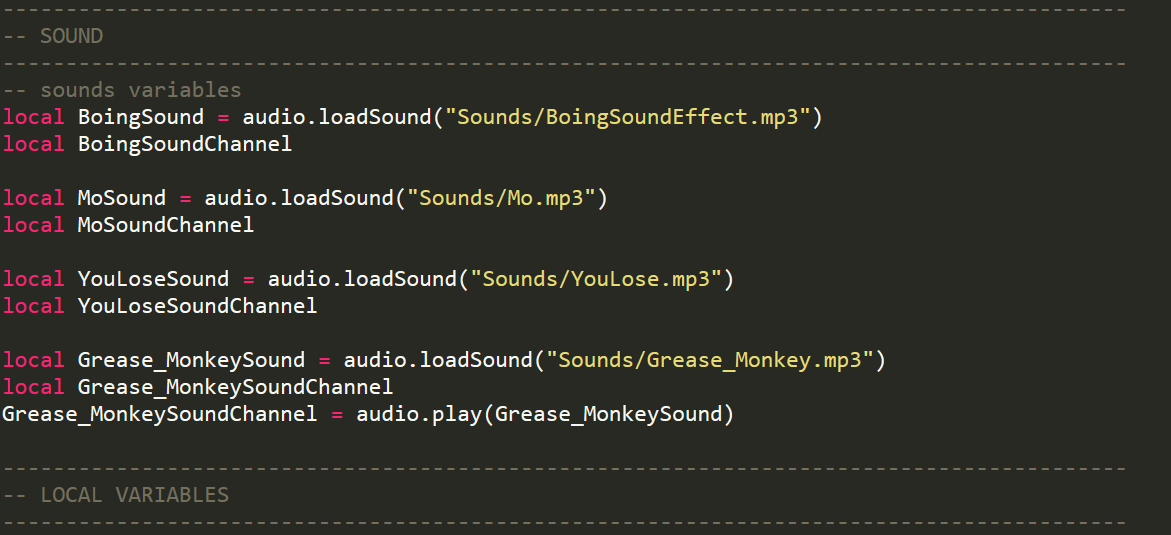 -----------------------------------------------------------------------------------------
-- SOUND
-----------------------------------------------------------------------------------------
-- sounds variables
local BoingSound = audio.loadSound("Sounds/BoingSoundEffect.mp3")
local BoingSoundChannel
local MoSound = audio.loadSound("Sounds/Mo.mp3")
local MoSoundChannel
local YouLoseSound = audio.loadSound("Sounds/YouLose.mp3")
local YouLoseSoundChannel
local Grease_MonkeySound = audio.loadSound("Sounds/Grease_Monkey.mp3")
local Grease_MonkeySoundChannel
Grease_MonkeySoundChannel = audio.play(Grease_MonkeySound)
-----------------------------------------------------------------------------------------
-- LOCAL VARIABLES
-----------------------------------------------------------------------------------------